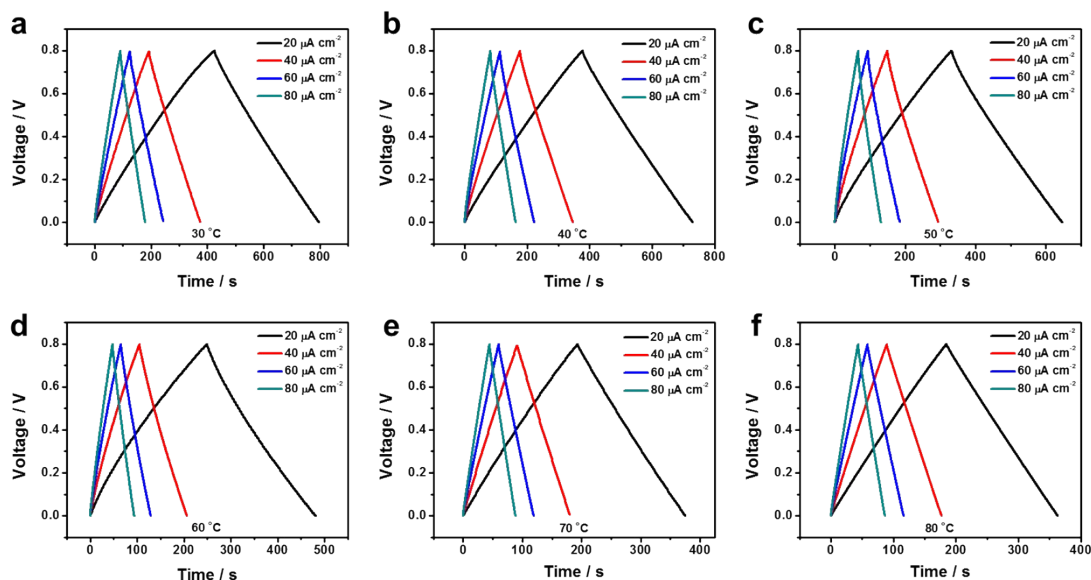 a
Voltage / V
0.8
0.6
0.4
0.2
0.0
20 μA cm⁻²
40 μA cm⁻²
60 μA cm⁻²
80 μA cm⁻²
30 °C
0 200 400 600 800
Time / s
b
Voltage / V
0.8
0.6
0.4
0.2
0.0
20 μA cm⁻²
40 μA cm⁻²
60 μA cm⁻²
80 μA cm⁻²
40 °C
0 200 400 600 800
Time / s
c
Voltage / V
0.8
0.6
0.4
0.2
0.0
20 μA cm⁻²
40 μA cm⁻²
60 μA cm⁻²
80 μA cm⁻²
50 °C
0 200 400 600
Time / s
d
Voltage / V
0.8
0.6
0.4
0.2
0.0
20 μA cm⁻²
40 μA cm⁻²
60 μA cm⁻²
80 μA cm⁻²
60 °C
0 100 200 300 400 500
Time / s
e
Voltage / V
0.8
0.6
0.4
0.2
0.0
20 μA cm⁻²
40 μA cm⁻²
60 μA cm⁻²
80 μA cm⁻²
70 °C
0 100 200 300 400
Time / s
f
Voltage / V
0.8
0.6
0.4
0.2
0.0
20 μA cm⁻²
40 μA cm⁻²
60 μA cm⁻²
80 μA cm⁻²
80 °C
0 100 200 300 400
Time / s